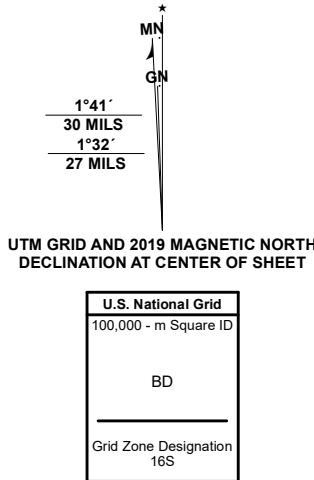 ★
MN
GN
1°41´
30 MILS
1°32´
27 MILS
UTM GRID AND 2019 MAGNETIC NORTH
DECLINATION AT CENTER OF SHEET
U.S. National Grid
100,000 - m Square ID
BD
Grid Zone Designation
16S